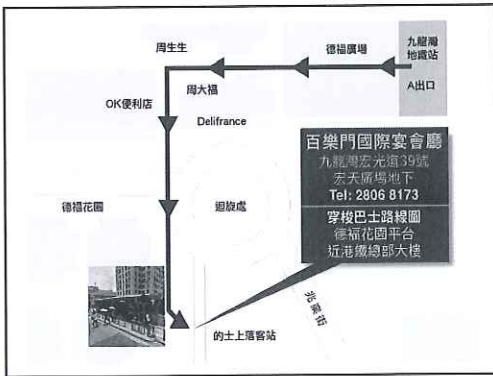 周生生
德福廣場
九龍灣
地鐵站
A出口
周大福
OK便利店
Delifrance
百樂門國際宴會廳
九龍灣宏光道39號
宏天廣場地下
Tel: 2806 8173
穿梭巴士路線圖
德福花園平台
近港鐵總部大樓
德福花園
迴旋處
兆業街
的士上落客站